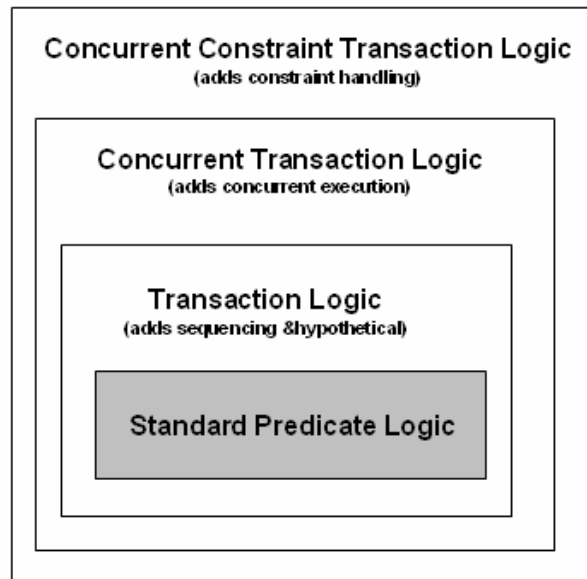 Concurrent Constraint Transaction Logic
(adds constraint handling)
Concurrent Transaction Logic
(adds concurrent execution)
Transaction Logic
(adds sequencing &hypothetical)
Standard Predicate Logic